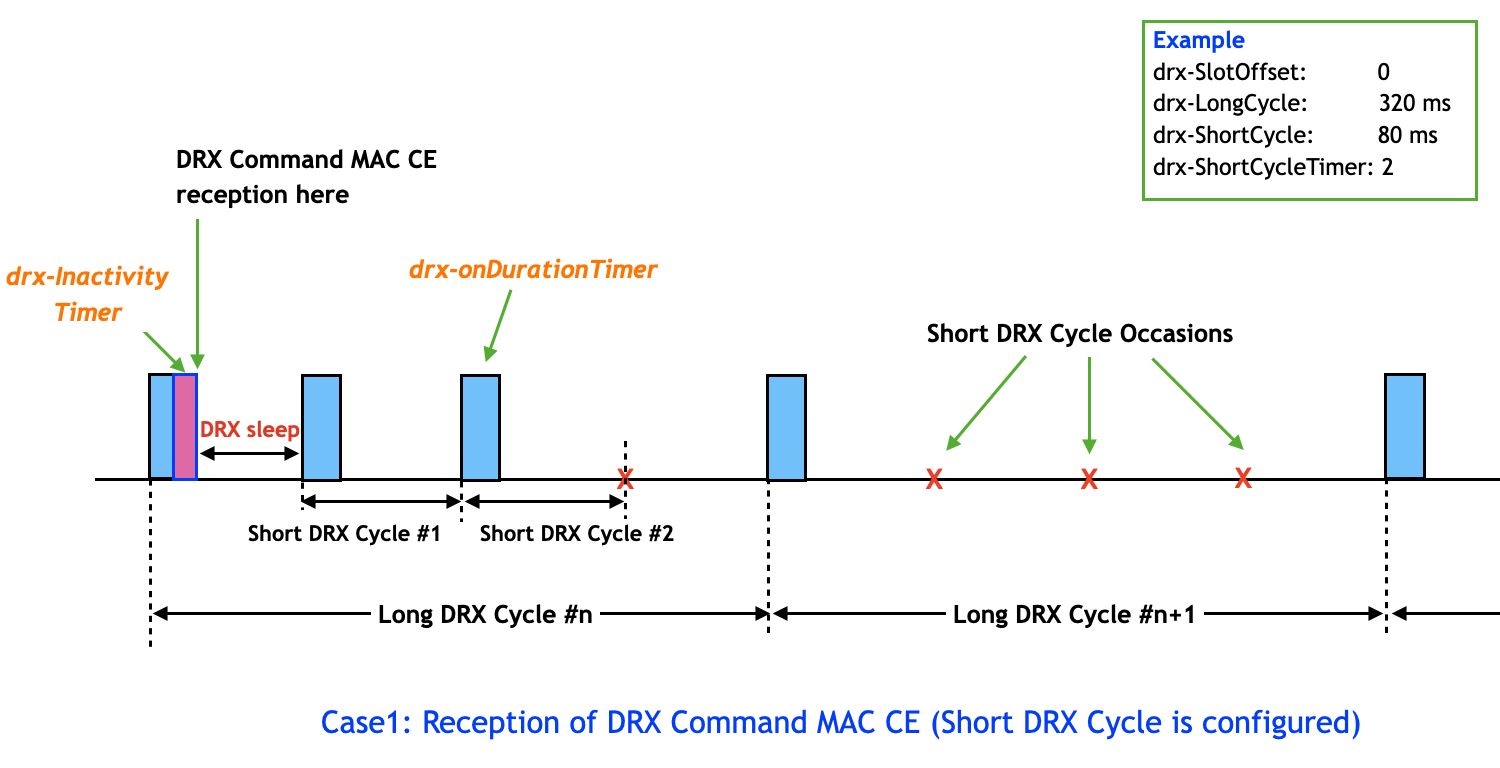 Example
drx-SlotOffset: 0
drx-LongCycle: 320 ms
drx-ShortCycle: 80 ms
drx-ShortCycleTimer: 2
DRX Command MAC CE
reception here
drx-Inactivity
Timer
drx-onDurationTimer
Short DRX Cycle Occasions
DRX sleep
X
X
X
X
Short DRX Cycle #1
Short DRX Cycle #2
Long DRX Cycle #n
Long DRX Cycle #n+1
Case1: Reception of DRX Command MAC CE (Short DRX Cycle is configured)